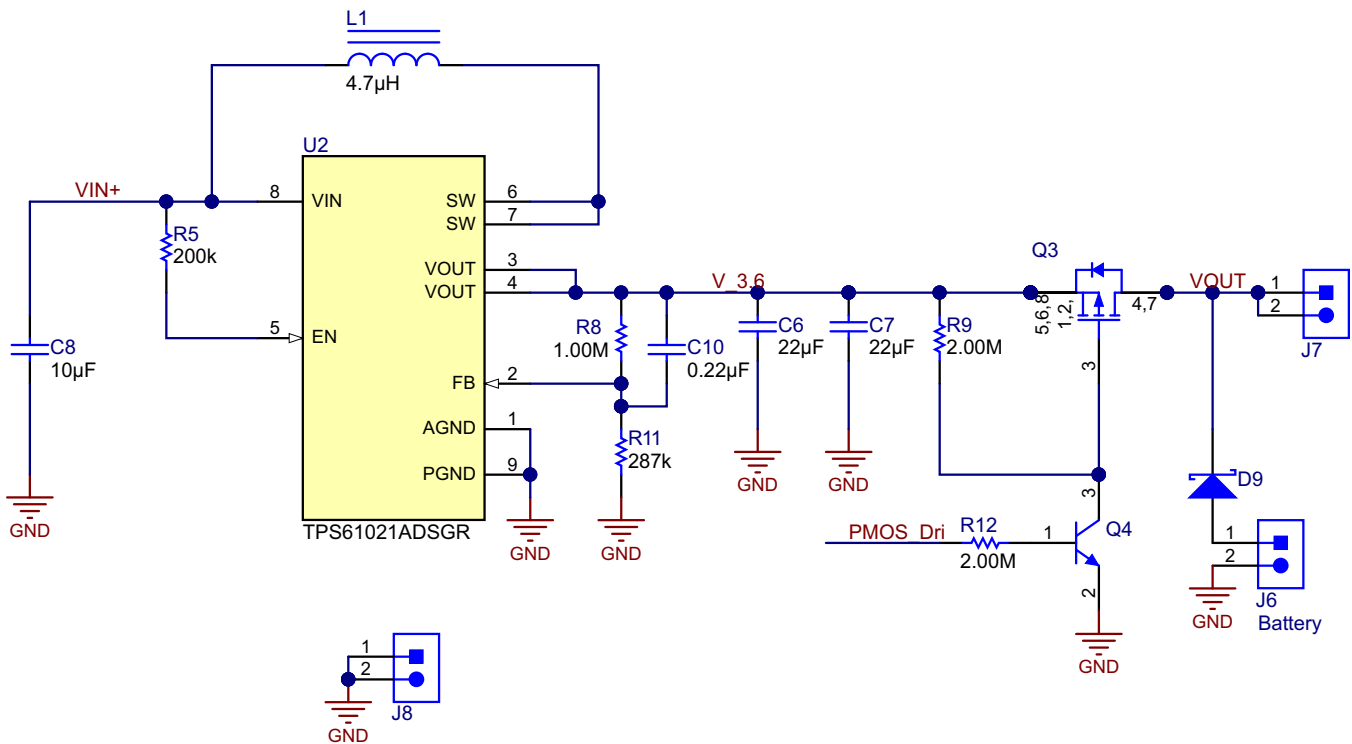 L1
4.7µH
U2
VIN+
8
VIN
SW
6
SW
7
R5
200k
VOUT
3
VOUT
4
5
EN
C8
10µF
GND
FB
2
AGND
1
PGND
9
TPS61021ADSGR
GND
R8
1.00M
C10
0.22µF
R11
287k
GND
V_3.6
C6
22µF
GND
C7
22µF
GND
R9
2.00M
Q3
5,6,8
1,2,
4,7
3
VOUT
1
2
J7
D9
PMOS_Dri
R12
2.00M
1
3
Q4
2
GND
1
2
GND
J6
Battery
1
2
J8
GND